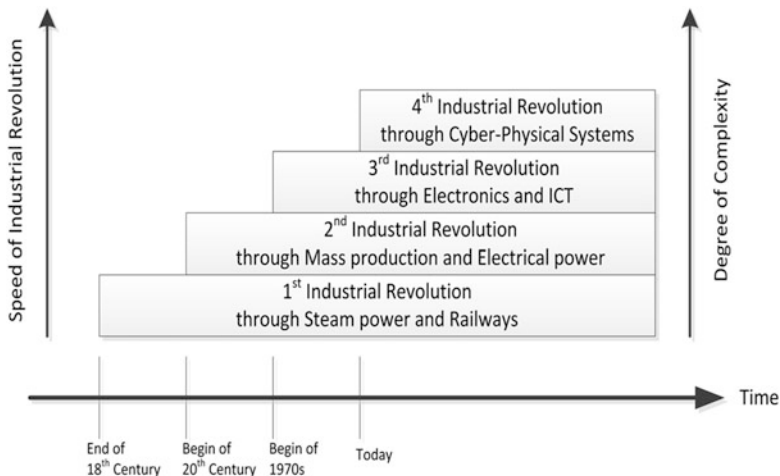 Speed of Industrial Revolution
Degree of Complexity
4th Industrial Revolution
through Cyber-Physical Systems
3rd Industrial Revolution
through Electronics and ICT
2nd Industrial Revolution
through Mass production and Electrical power
1st Industrial Revolution
through Steam power and Railways
Time
End of
18th Century
Begin of
20th Century
Begin of
1970s
Today